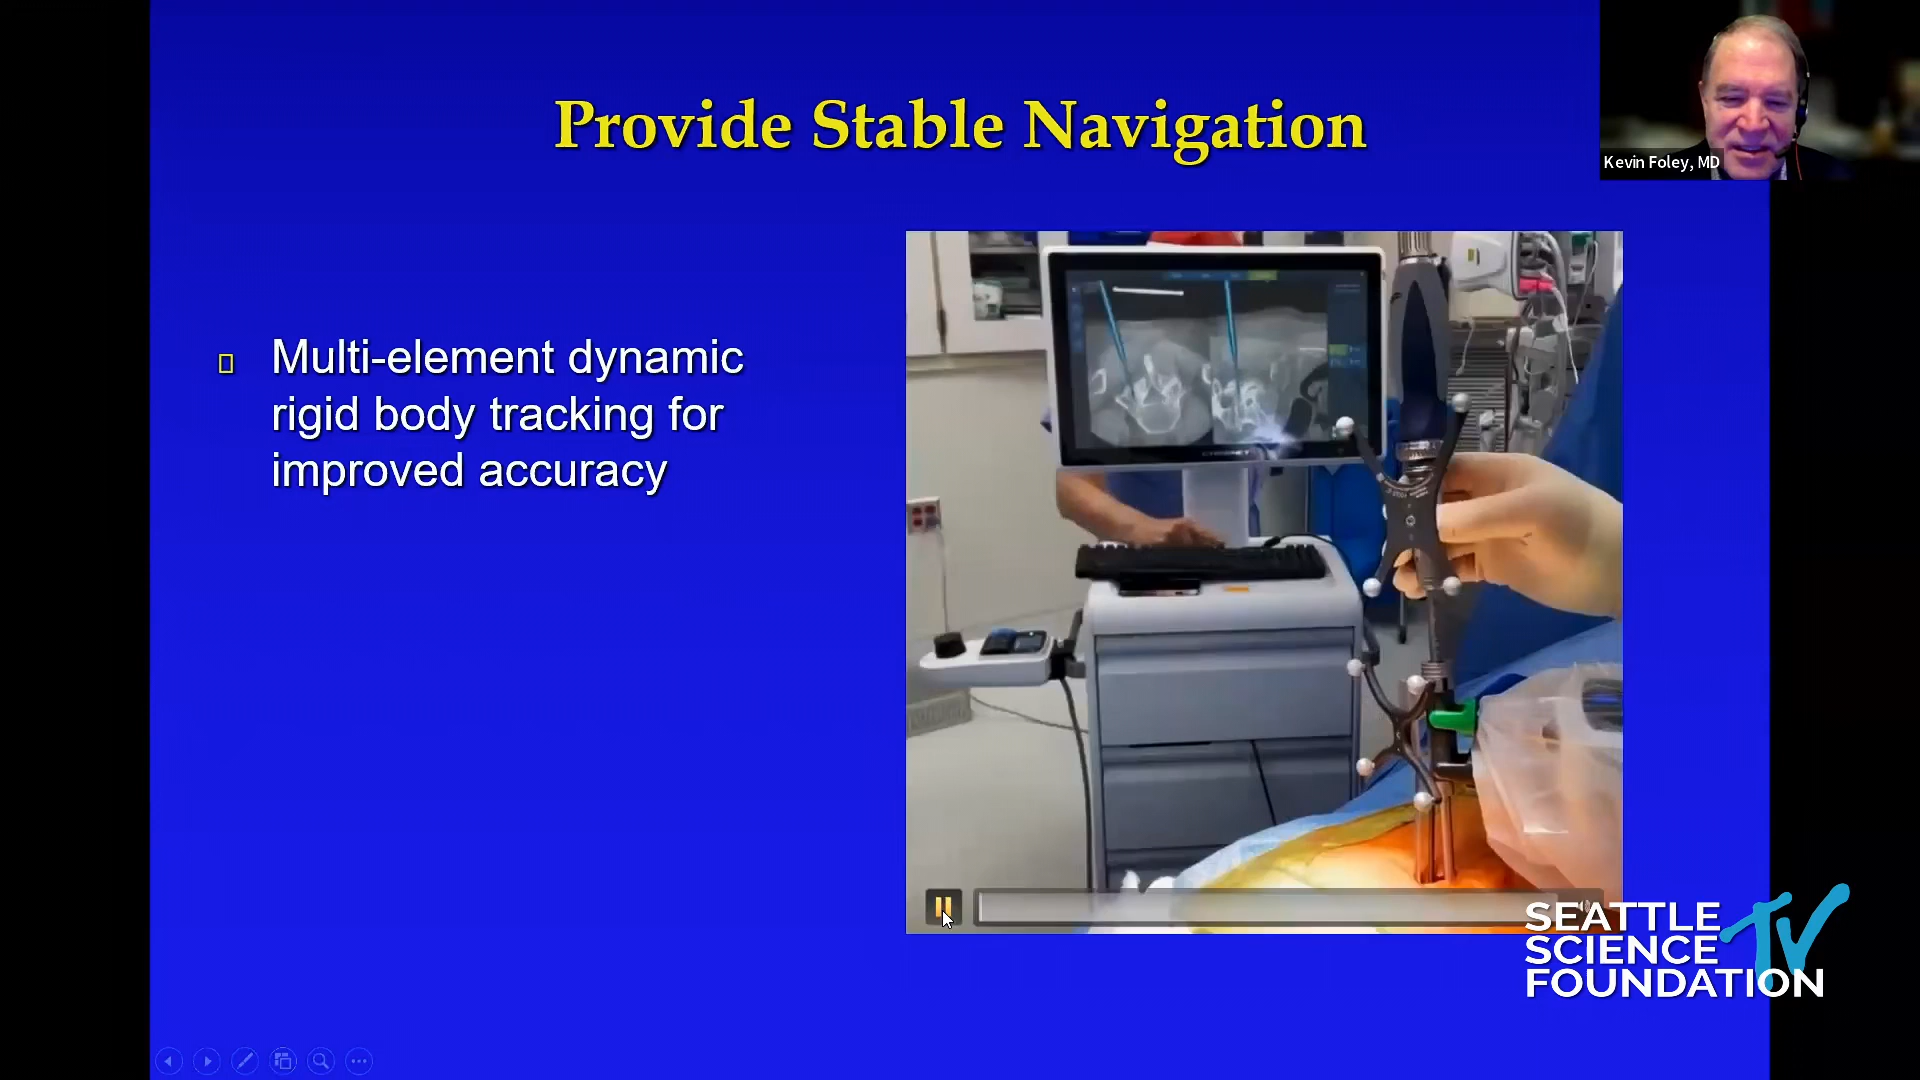 Provide Stable Navigation
Kevin Foley, MD
Multi-element dynamic
rigid body tracking for
improved accuracy
SEATTLE
SCIENCE TV
FOUNDATION